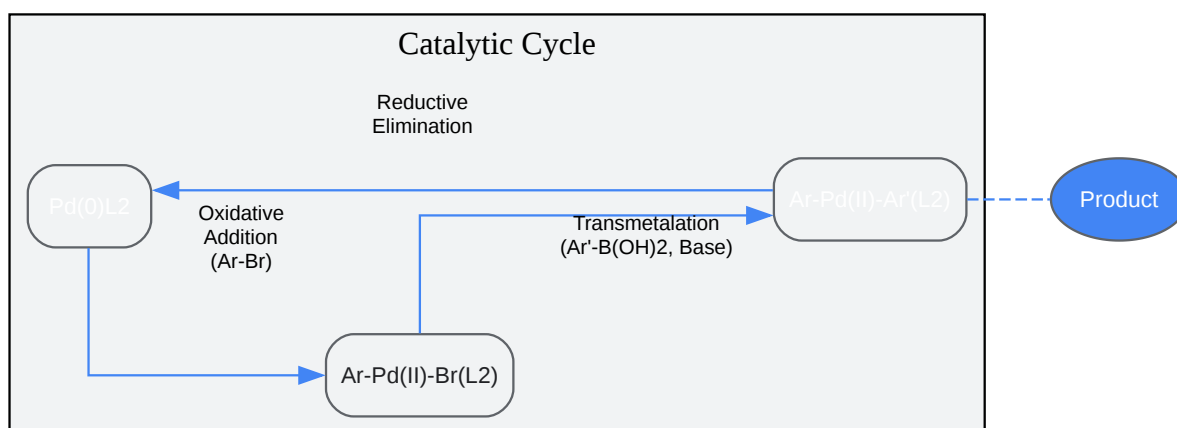 Catalytic Cycle
Reductive
Elimination
Pd(0)L2
Oxidative
Addition
(Ar-Br)
Transmetalation
(Ar'-B(OH)2, Base)
Ar-Pd(II)-Ar'(L2)
Product
Ar-Pd(II)-Br(L2)